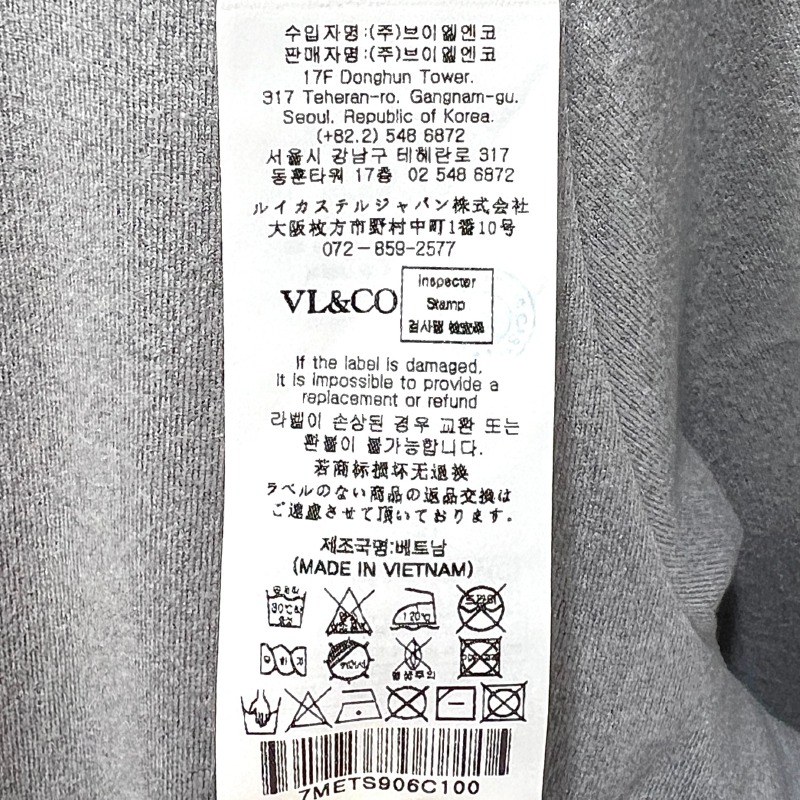 수입자명:(주)브이엘엔코
판매자명:(주)브이엘엔코
17F Donghun Tower.
317 Teheran-ro. Gangnam-gu.
Seoul. Republic of Korea.
(+82.2) 548 6872
서울시 강남구 테헤란로 317
동훈타워 17층 02 548 6872
ルイカステルジャパン株式会社
大阪枚方市野村中町1番10号
072-859-2577
VL&CO
Inspector
Stamp
검사필
If the label is damaged,
it is impossible to provide a
replacement or refund
라벨이 손상된 경우 교환 또는
환불이 불가능합니다.
若商标损坏无退换
ラベルのない商品の返品交換は
ご遠慮させて頂いております。
제조국명:베트남
(MADE IN VIETNAM)
30℃
120℃
7METS906C100